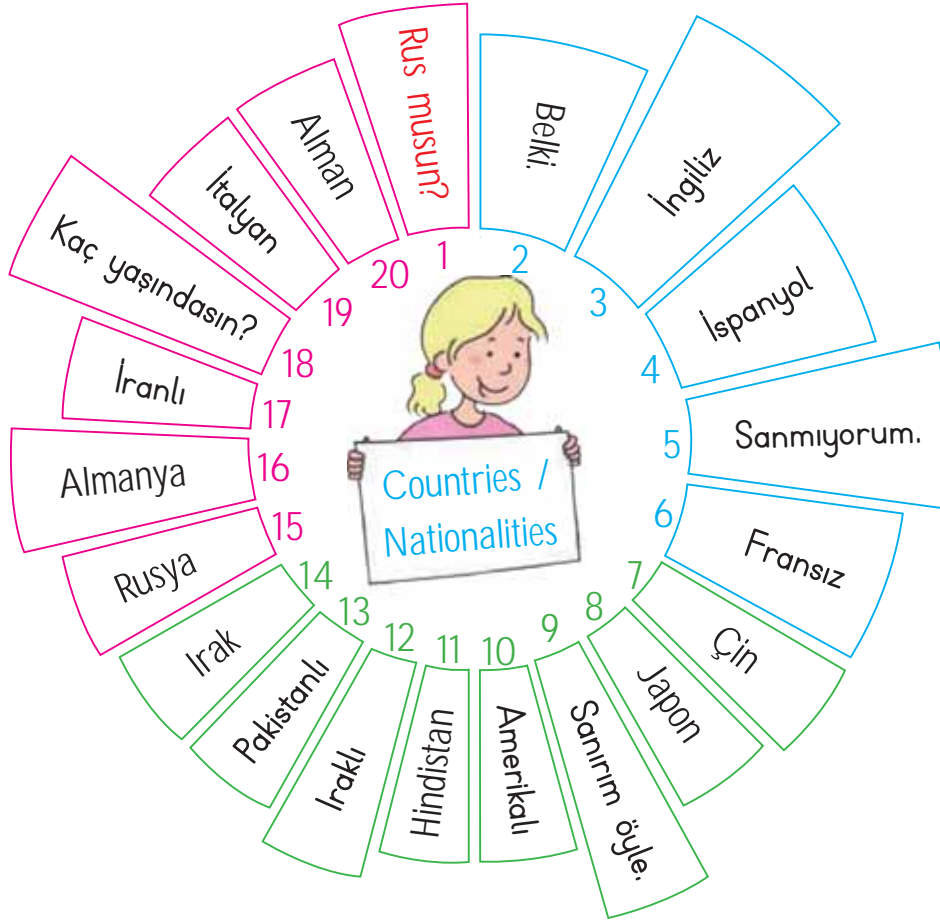 Rus musun?
1
Belki.
2
İngiliz
3
İspanyol
4
Sanmıyorum.
5
Fransız
6
Çin
7
Japon
8
Sanırım öyle.
9
Amerikalı
10
Hindistan
11
Iraklı
12
Pakistanlı
13
Irak
14
Rusya
15
Almanya
16
İranlı
17
Kaç yaşındasın?
18
İtalyan
19
Alman
20
Countries /
Nationalities